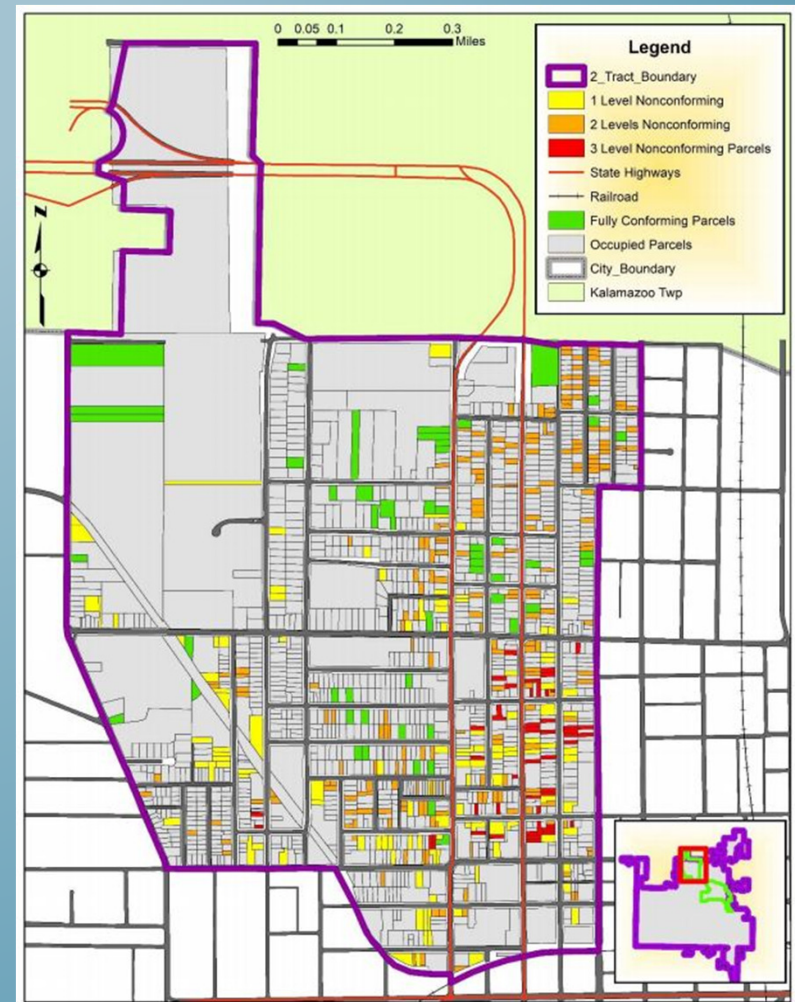 0 0.05 0.1 0.2 0.3
Miles
Legend
2_Tract_Boundary
1 Level Nonconforming
2 Levels Nonconforming
3 Level Nonconforming Parcels
State Highways
Railroad
Fully Conforming Parcels
Occupied Parcels
City_Boundary
Kalamazoo Twp
N